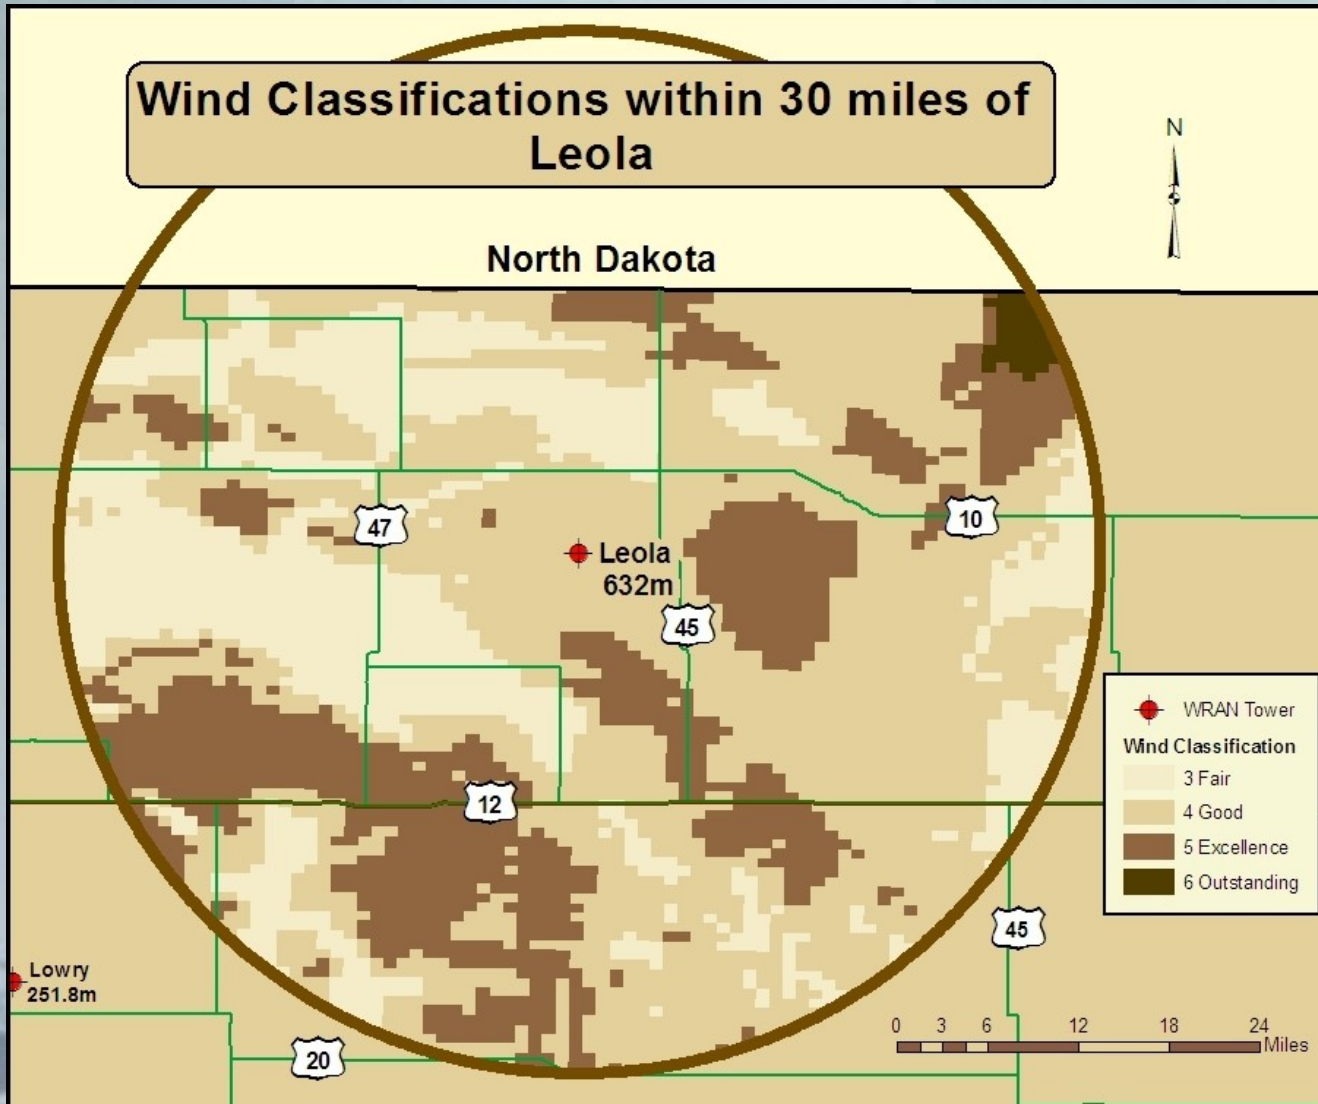 Wind Classifications within 30 miles of
Leola
N
North Dakota
47
10
Leola
632m
45
WRAN Tower
Wind Classification
3 Fair
4 Good
5 Excellence
6 Outstanding
12
45
Lowry
251.8m
0 3 6 12 18 24
Miles
20